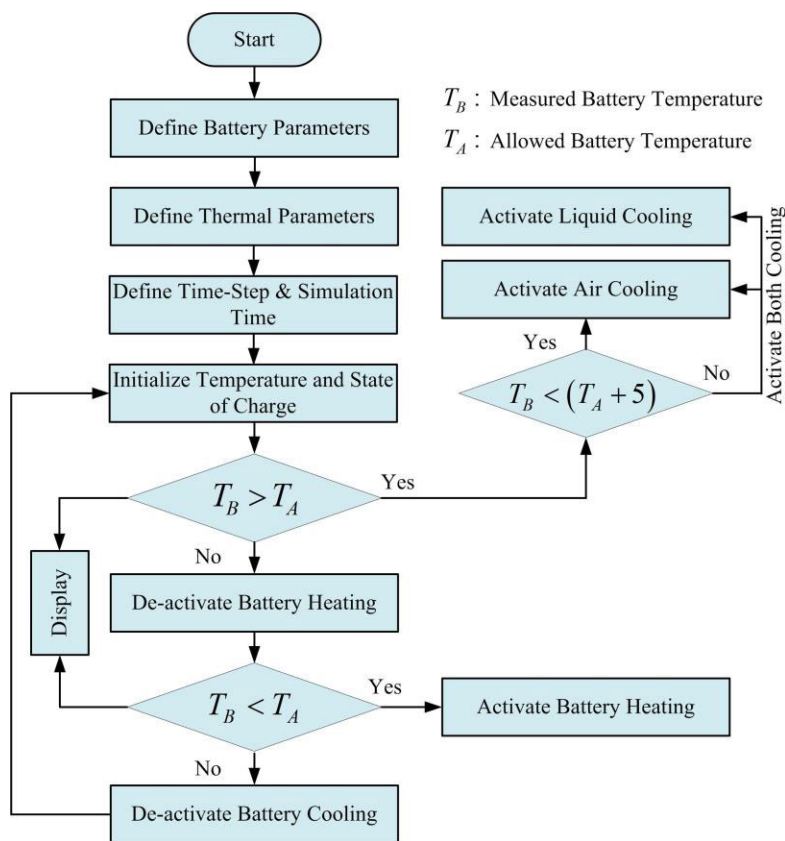 Start
T_B : Measured Battery Temperature
T_A : Allowed Battery Temperature
Define Battery Parameters
Define Thermal Parameters
Activate Liquid Cooling
Define Time-Step & Simulation
Time
Activate Air Cooling
Activate Both Cooling
Initialize Temperature and State
of Charge
Yes
No
T_B < (T_A + 5)
T_B > T_A
Yes
No
Display
De-activate Battery Heating
T_B < T_A
Yes
Activate Battery Heating
No
De-activate Battery Cooling